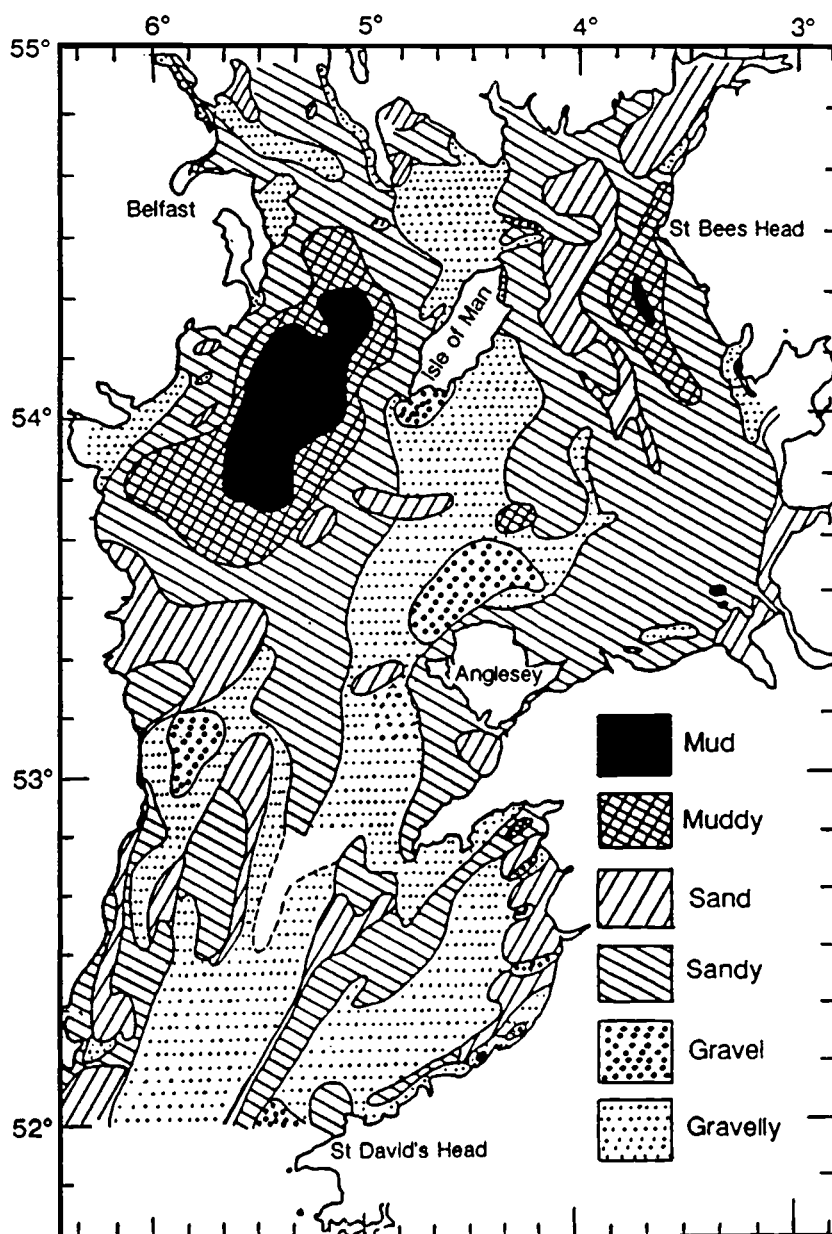 6° 5° 4° 3°
55°
Belfast
St Bees Head
Isle of Man
54°
Anglesey
Mud
53°
Muddy
Sand
Sandy
Gravel
52°
St David's Head
Gravelly